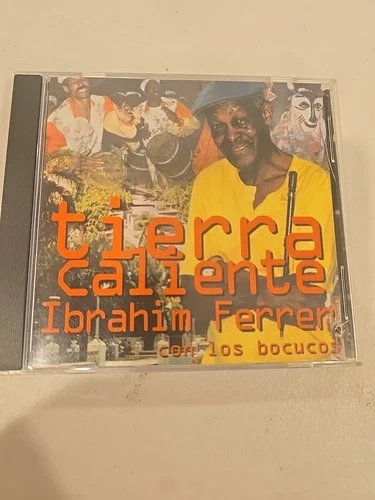 tierra
caliente
Ibrahim Ferrer
con los bocucos